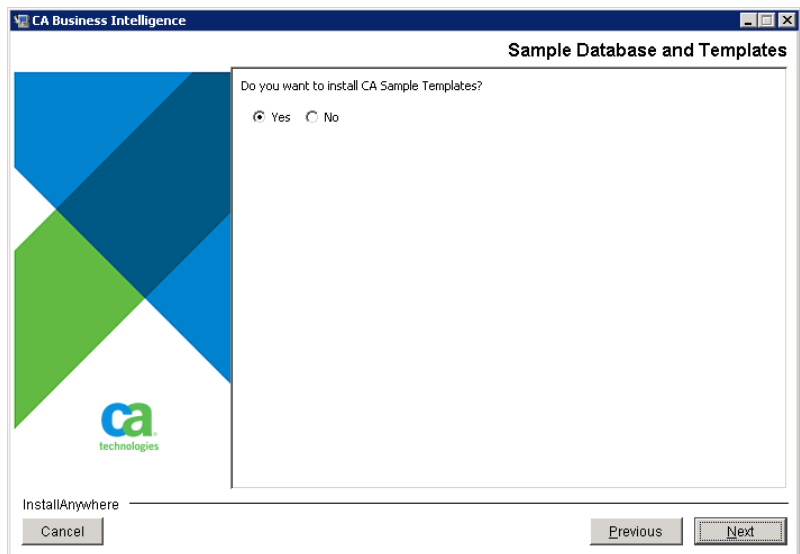 CA Business Intelligence
Sample Database and Templates
Do you want to install CA Sample Templates?
Yes No
ca
technologies
InstallAnywhere
Cancel Previous Next